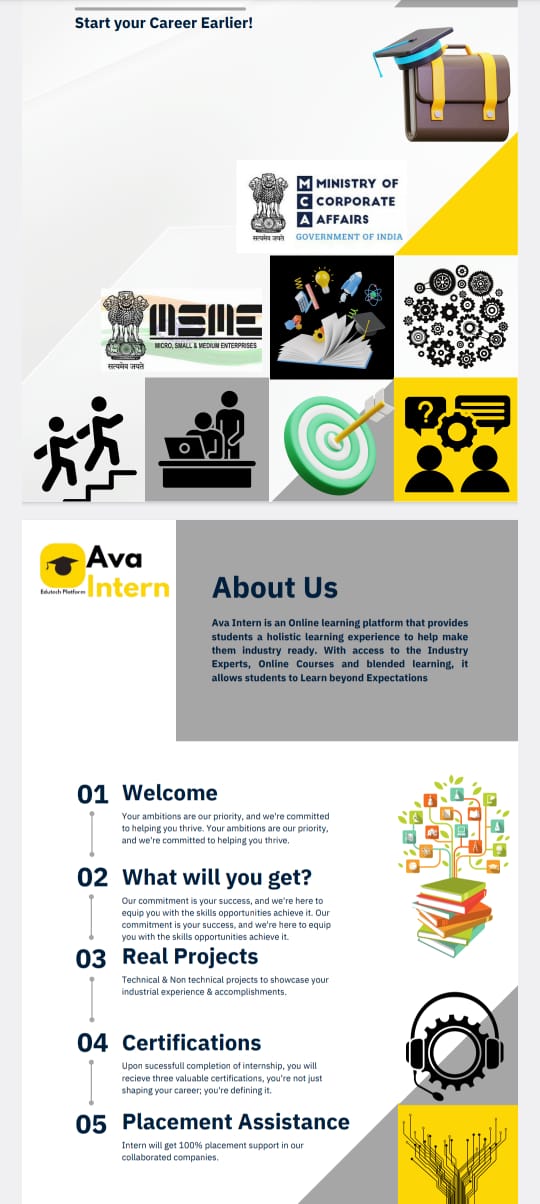 Start your Career Earlier!
M MINISTRY OF
C CORPORATE
A AFFAIRS
सत्यमेव जयते
GOVERNMENT OF INDIA
MSME
MICRO, SMALL & MEDIUM ENTERPRISES
सत्यमेव जयते
?
Ava
Intern
Edutech Platform
About Us
Ava Intern is an Online learning platform that provides
students a holistic learning experience to help make
them industry ready. With access to the Industry
Experts, Online Courses and blended learning, it
allows students to Learn beyond Expectations
01 Welcome
Your ambitions are our priority, and we're committed
to helping you thrive. Your ambitions are our priority,
and we're committed to helping you thrive.
02 What will you get?
Our commitment is your success, and we're here to
equip you with the skills opportunities achieve it. Our
commitment is your success, and we're here to equip
you with the skills opportunities achieve it.
03 Real Projects
Technical & Non technical projects to showcase your
industrial experience & accomplishments.
04 Certifications
Upon sucessfull completion of internship, you will
recieve three valuable certifications, you're not just
shaping your career; you're defining it.
05 Placement Assistance
Intern will get 100% placement support in our
collaborated companies.